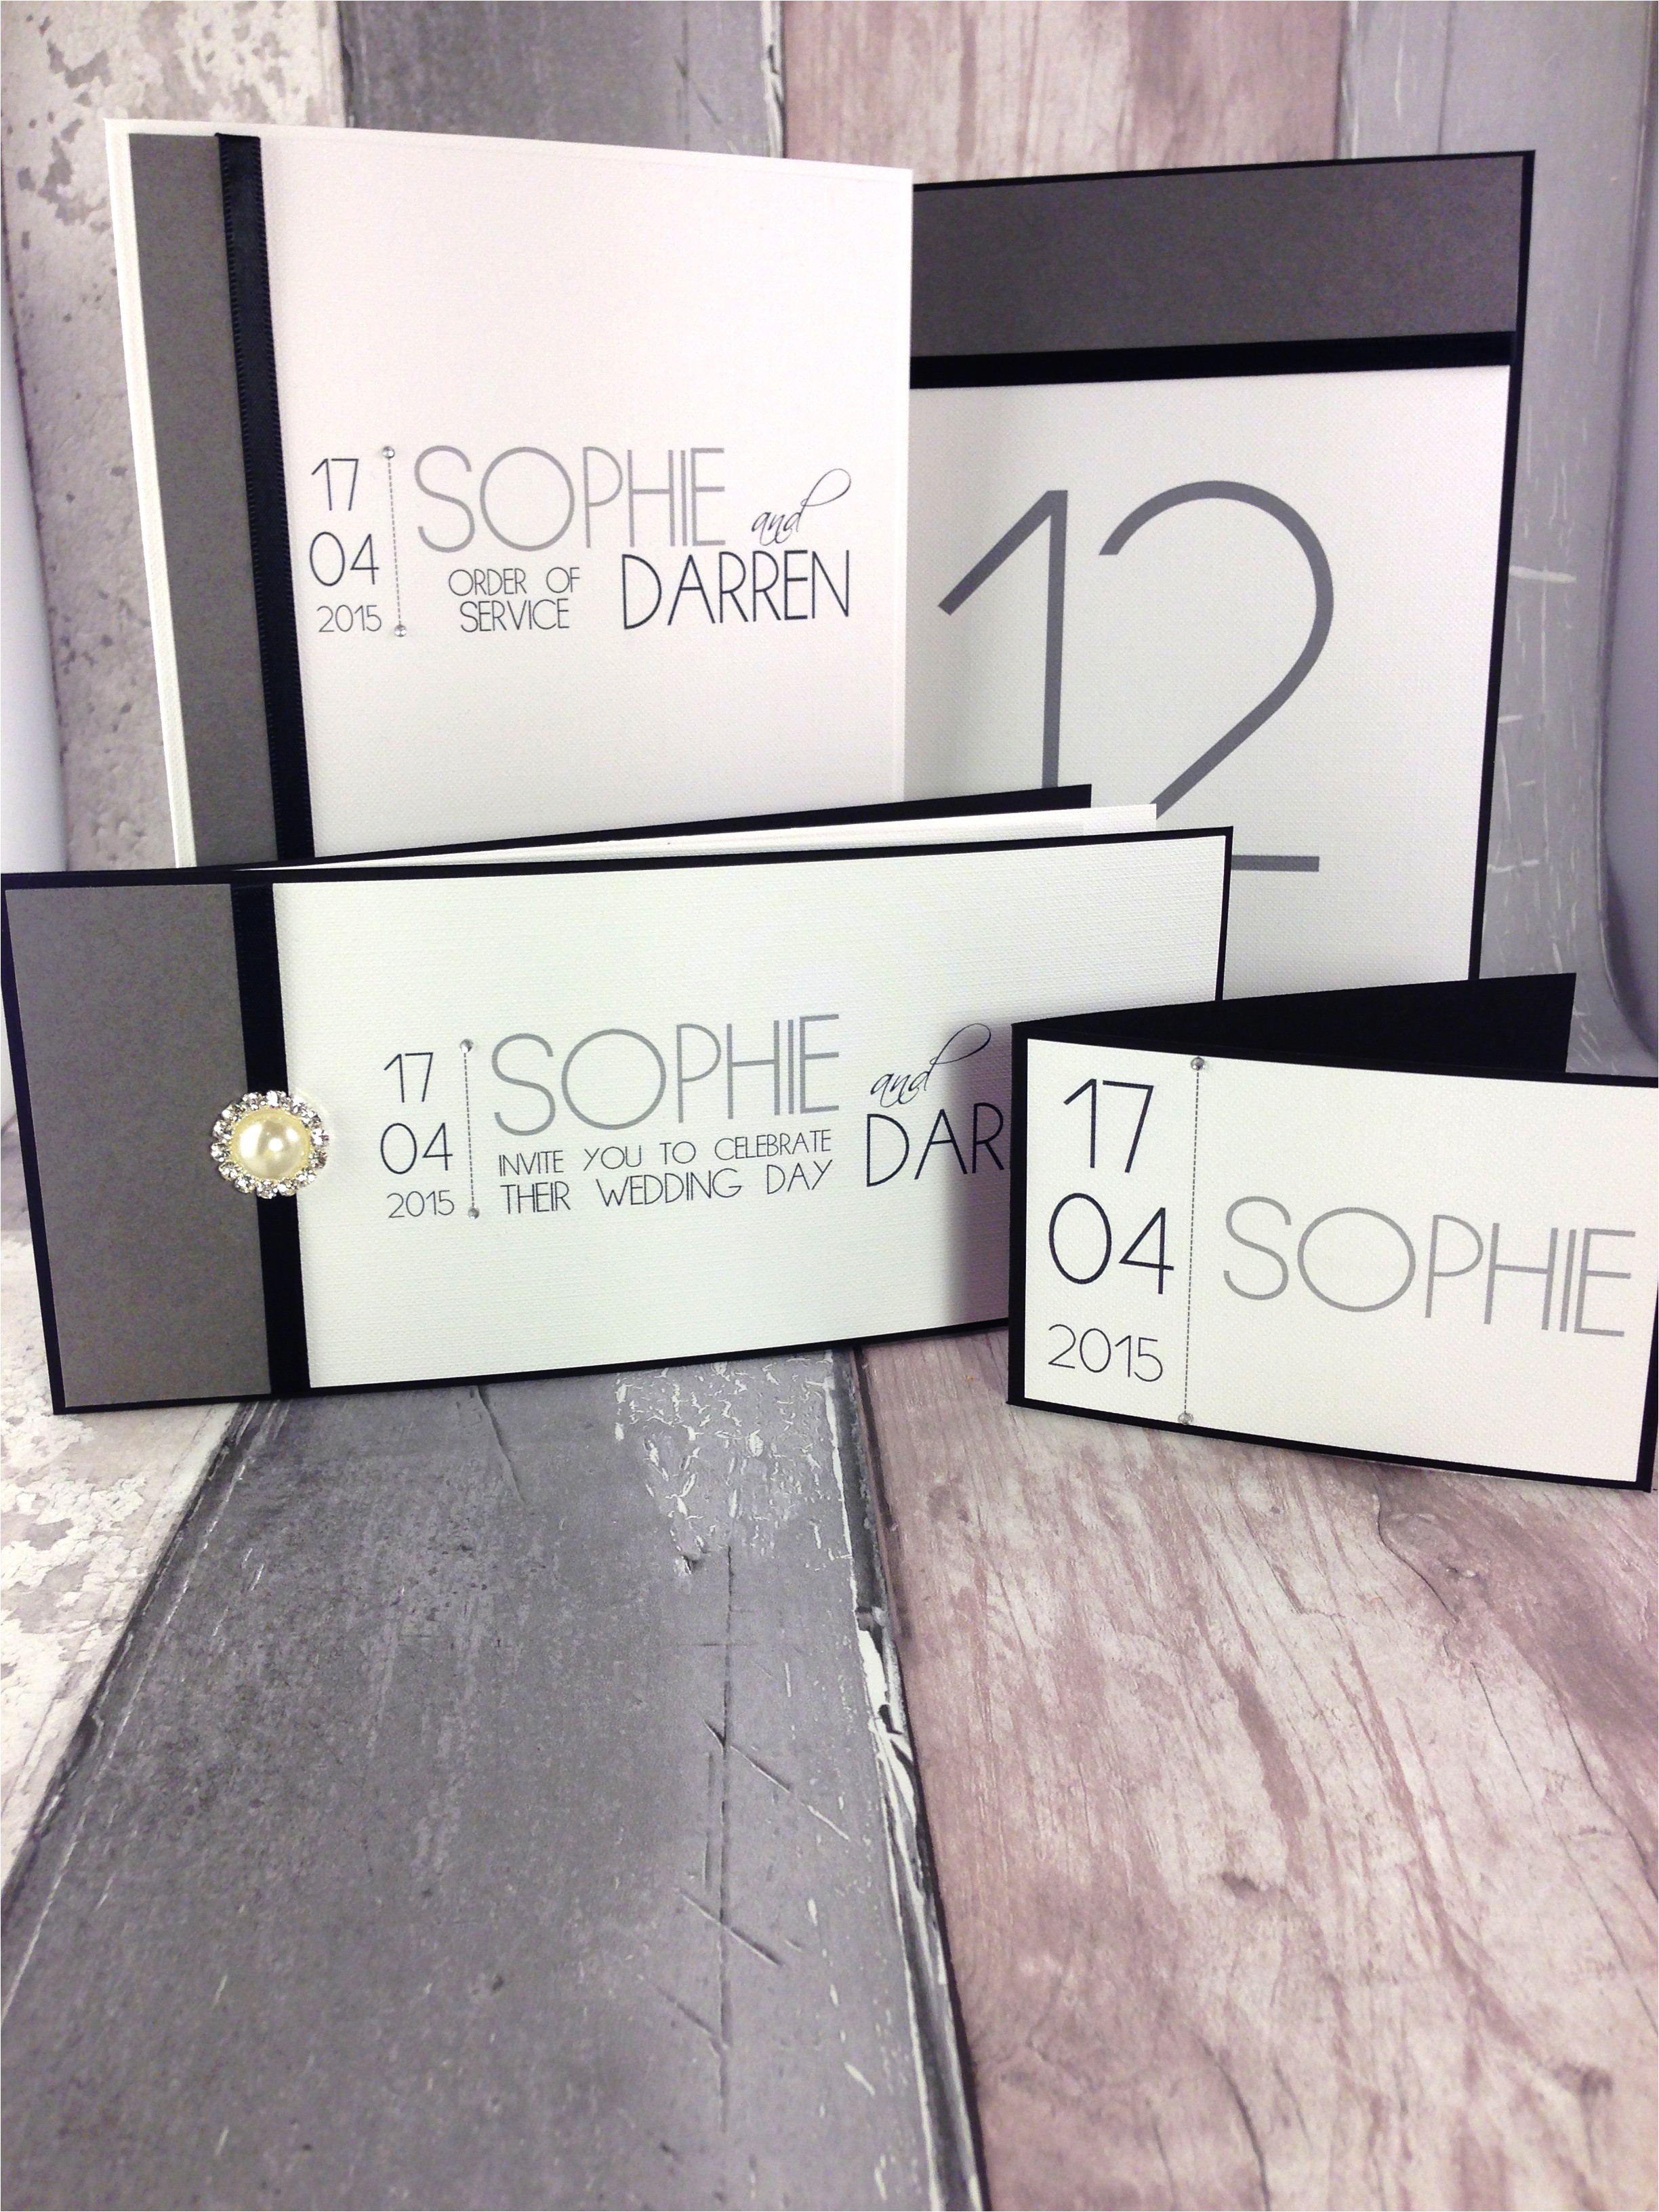 17
04
2015
SOPHIE and
ORDER OF
SERVICE
DARREN
12
17
04
2015
SOPHIE and
INVITE YOU TO CELEBRATE
THEIR WEDDING DAY
DAR
17
04
2015
SOPHIE